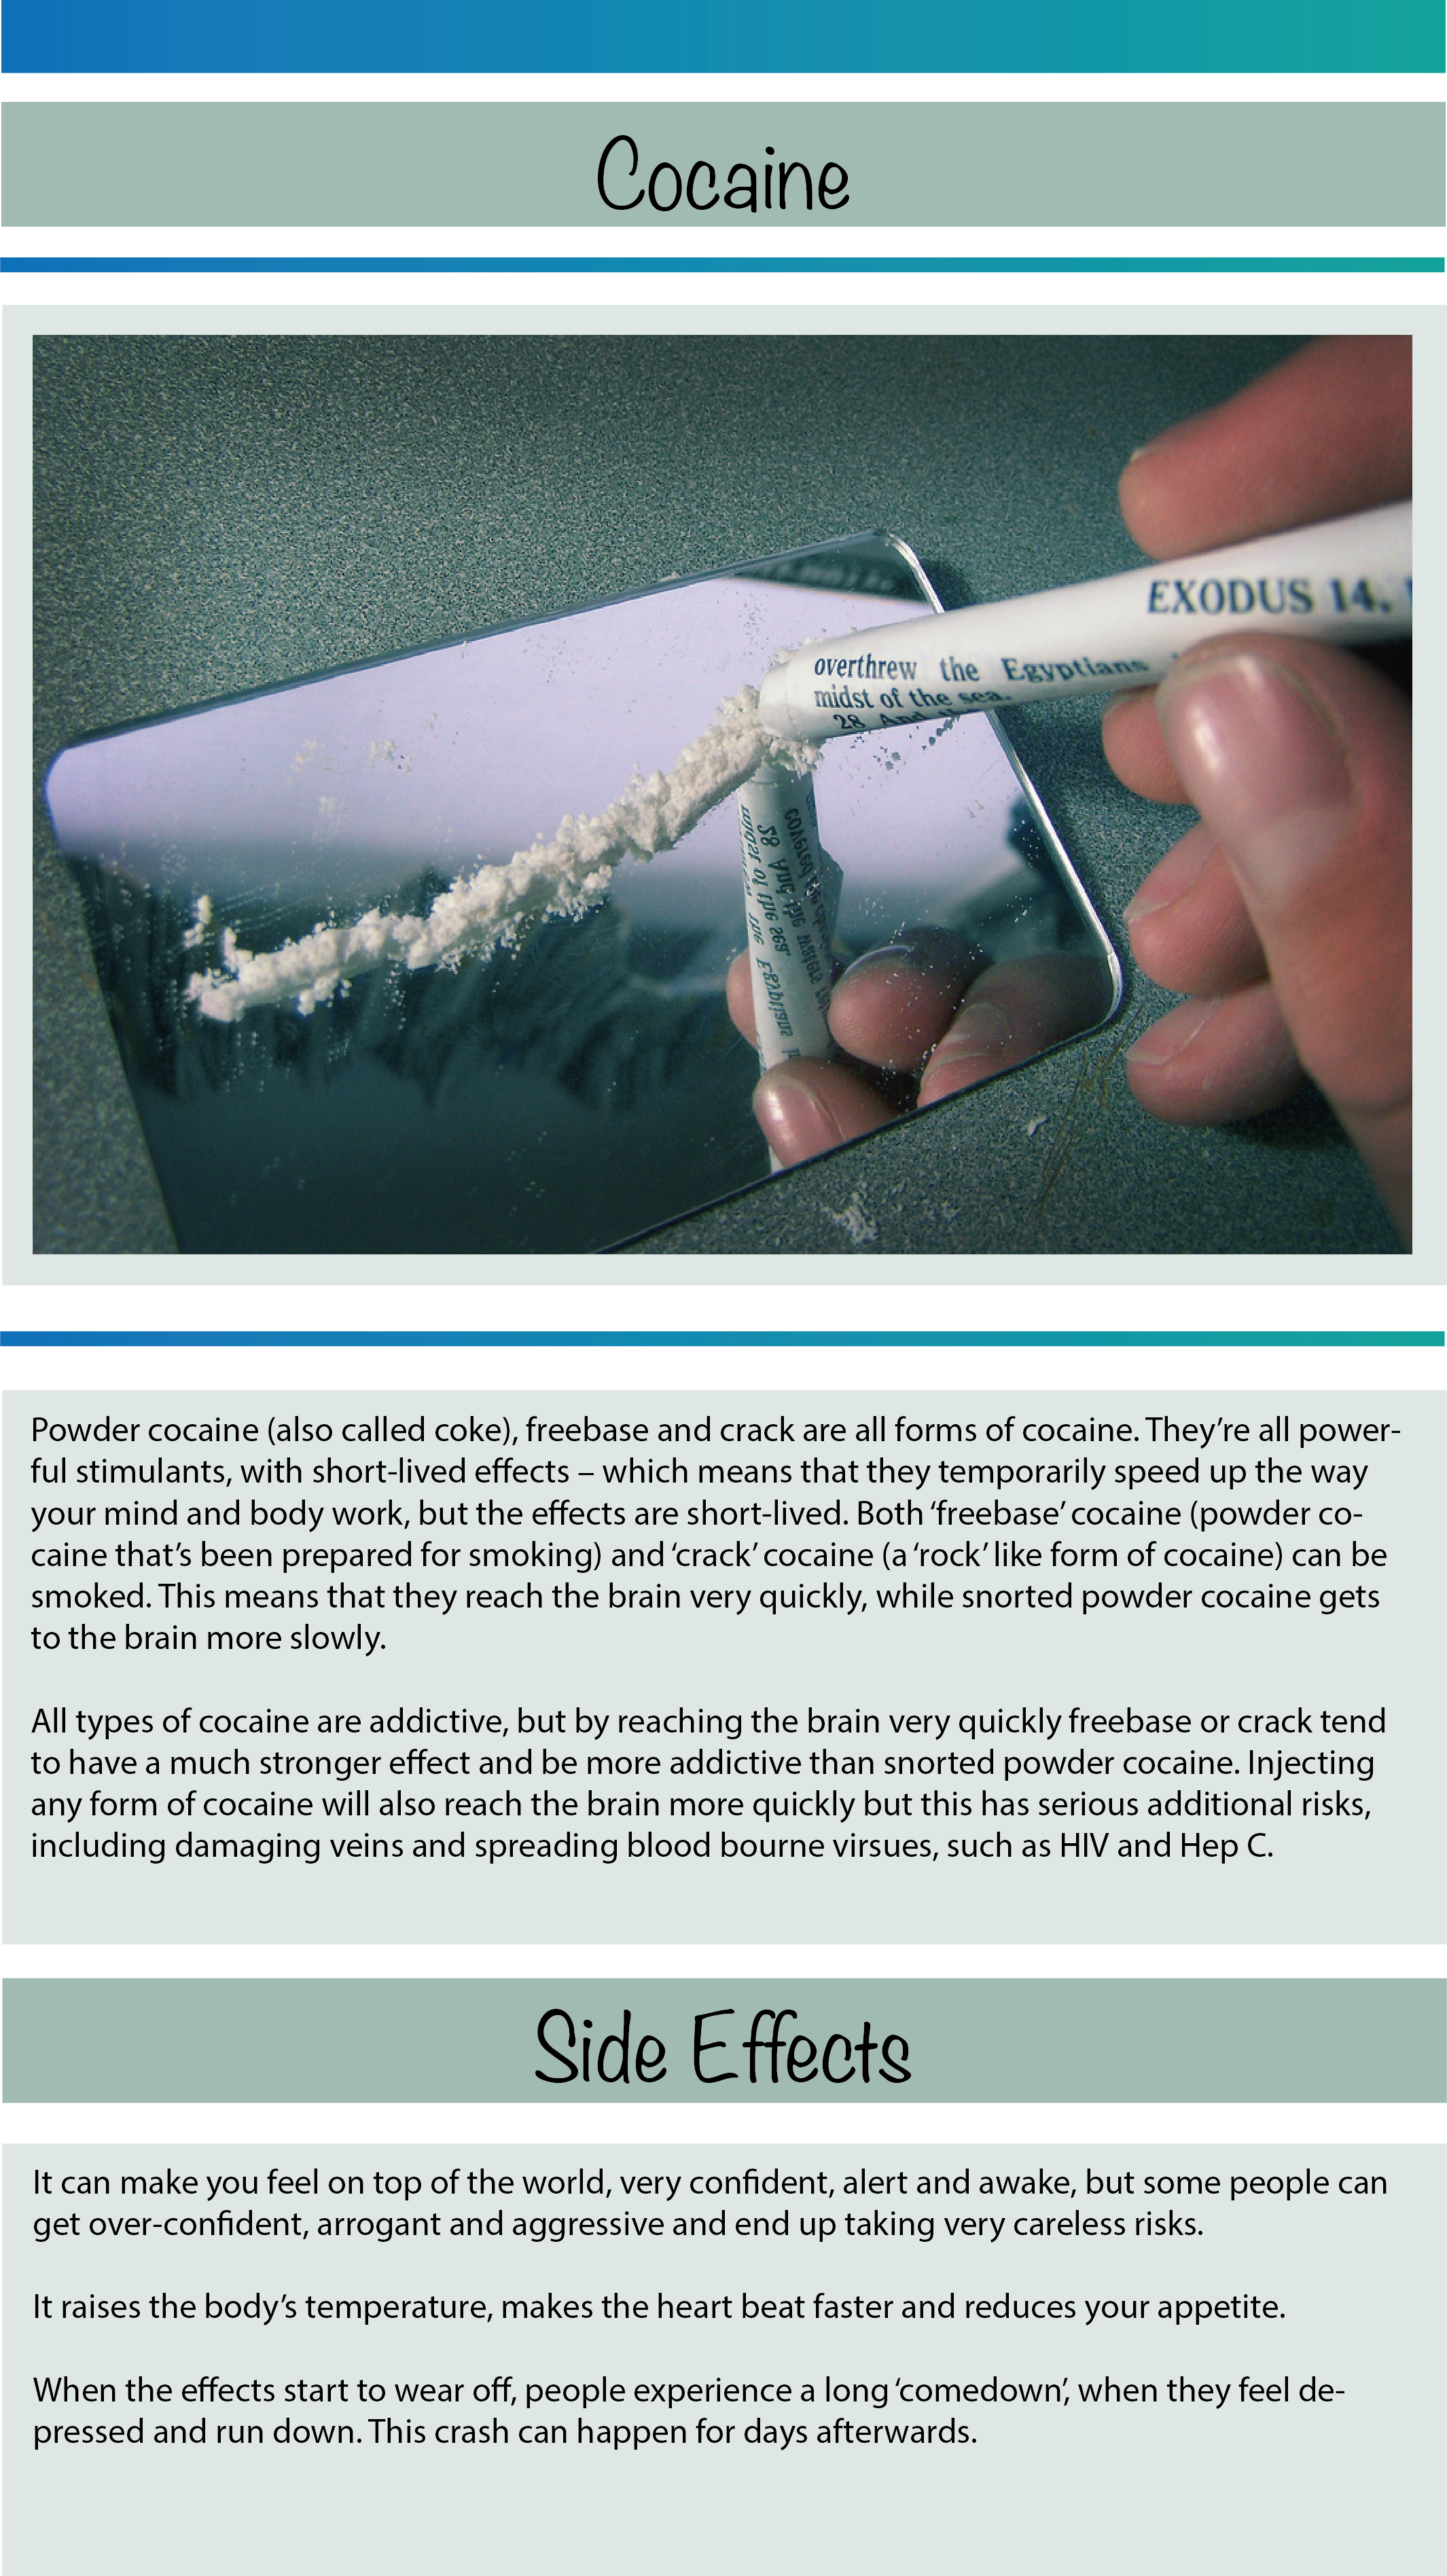 Cocaine
EXODUS 14.
overthrew the Egyptians
midst of the sea.
28 And the
Powder cocaine (also called coke), freebase and crack are all forms of cocaine. They’re all power-
ful stimulants, with short-lived effects – which means that they temporarily speed up the way
your mind and body work, but the effects are short-lived. Both ‘freebase’ cocaine (powder co-
caine that’s been prepared for smoking) and ‘crack’ cocaine (a ‘rock’ like form of cocaine) can be
smoked. This means that they reach the brain very quickly, while snorted powder cocaine gets
to the brain more slowly.
All types of cocaine are addictive, but by reaching the brain very quickly freebase or crack tend
to have a much stronger effect and be more addictive than snorted powder cocaine. Injecting
any form of cocaine will also reach the brain more quickly but this has serious additional risks,
including damaging veins and spreading blood bourne virsues, such as HIV and Hep C.
Side Effects
It can make you feel on top of the world, very confident, alert and awake, but some people can
get over-confident, arrogant and aggressive and end up taking very careless risks.
It raises the body’s temperature, makes the heart beat faster and reduces your appetite.
When the effects start to wear off, people experience a long ‘comedown’, when they feel de-
pressed and run down. This crash can happen for days afterwards.